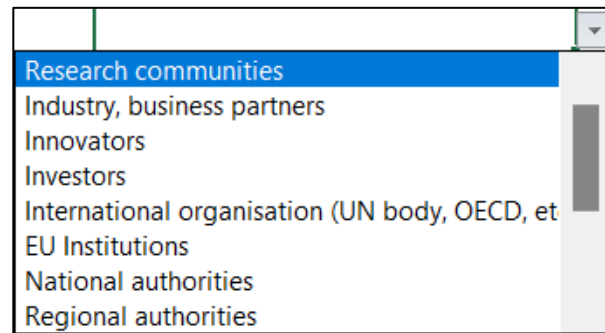 Research communities
Industry, business partners
Innovators
Investors
International organisation (UN body, OECD, et
EU Institutions
National authorities
Regional authorities